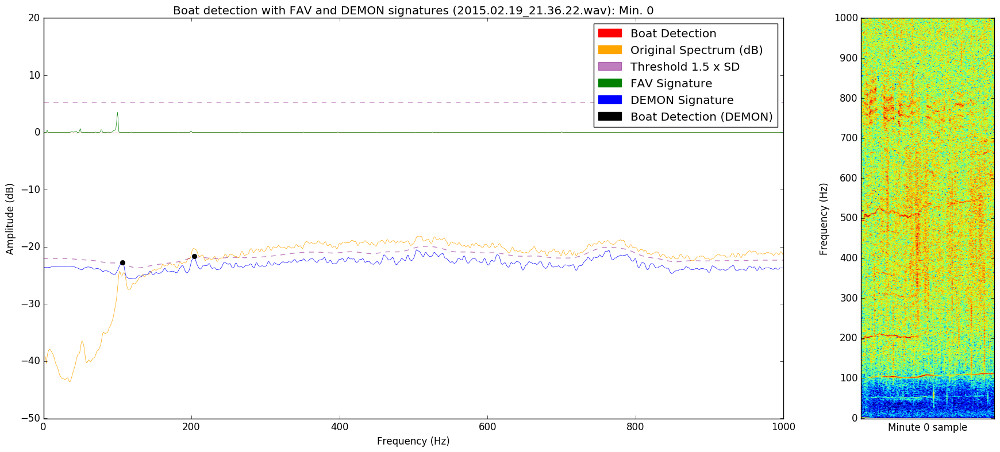 Boat detection with FAV and DEMON signatures (2015.02.19_21.36.22.wav): Min. 0
Boat Detection
Original Spectrum (dB)
Threshold 1.5 x SD
FAV Signature
DEMON Signature
Boat Detection (DEMON)
Amplitude (dB)
20
10
0
−10
−20
−30
−40
−50
0
200
400
600
800
1000
Frequency (Hz)
Frequency (Hz)
1000
900
800
700
600
500
400
300
200
100
0
Minute 0 sample